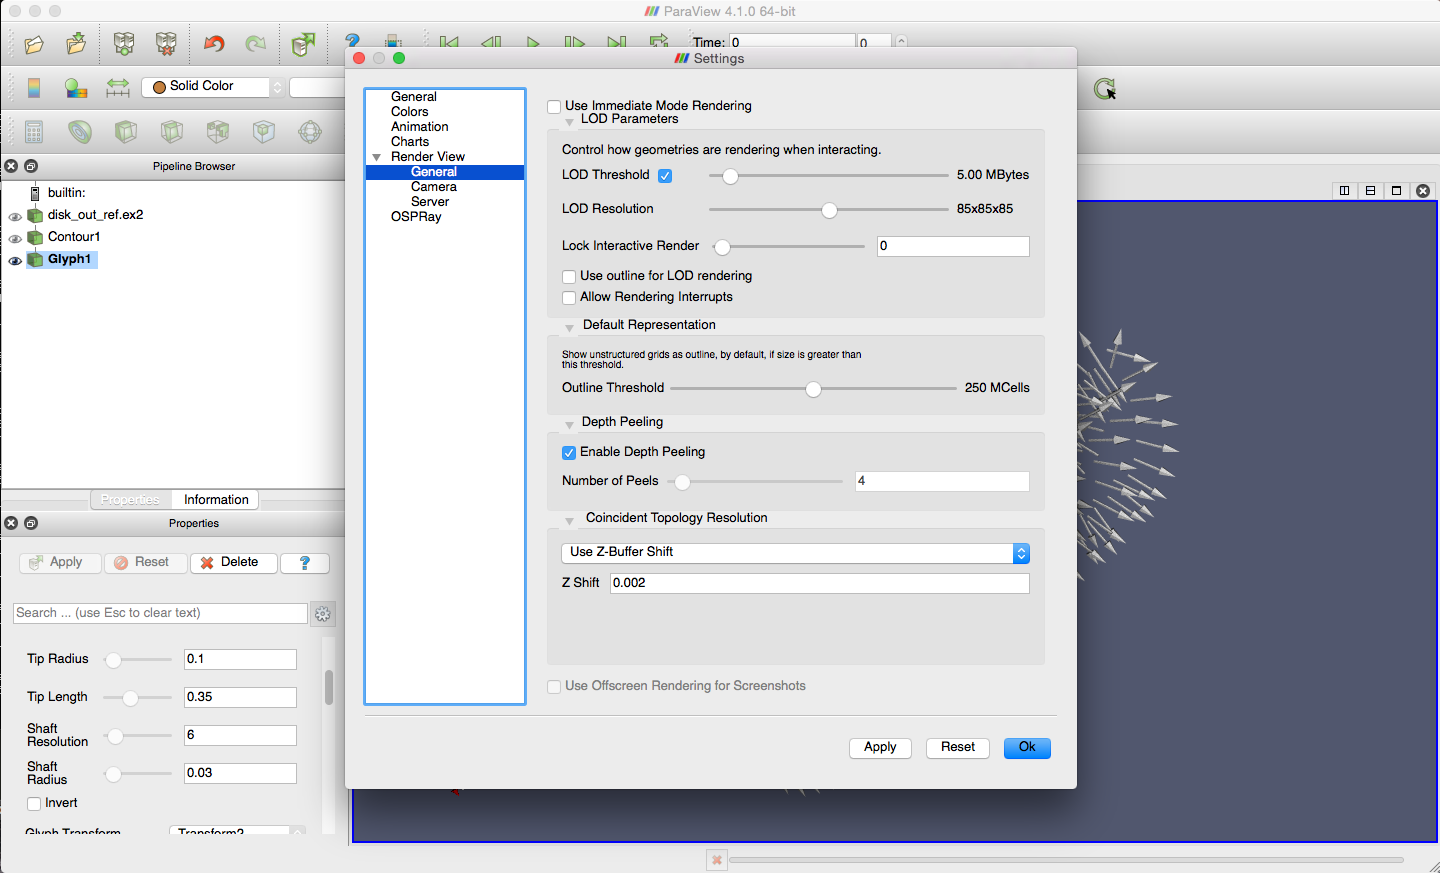 ParaView 4.1.0 64-bit
Time: 0
0
Solid Color
Pipeline Browser
builtin:
disk_out_ref.ex2
Contour1
Glyph1
Properties
Information
Properties
Apply
Reset
Delete
?
Search ... (use Esc to clear text)
Tip Radius
0.1
Tip Length
0.35
Shaft
Resolution
6
Shaft
Radius
0.03
Invert
Glyph Transform
Transform2
Settings
General
Colors
Animation
Charts
Render View
General
Camera
Server
OSPRay
Use Immediate Mode Rendering
LOD Parameters
Control how geometries are rendering when interacting.
LOD Threshold
5.00 MBytes
LOD Resolution
85x85x85
Lock Interactive Render
0
Use outline for LOD rendering
Allow Rendering Interrupts
Default Representation
Show unstructured grids as outline, by default, if size is greater than
this threshold.
Outline Threshold
250 MCells
Depth Peeling
Enable Depth Peeling
Number of Peels
4
Coincident Topology Resolution
Use Z-Buffer Shift
Z Shift
0.002
Use Offscreen Rendering for Screenshots
Apply
Reset
Ok